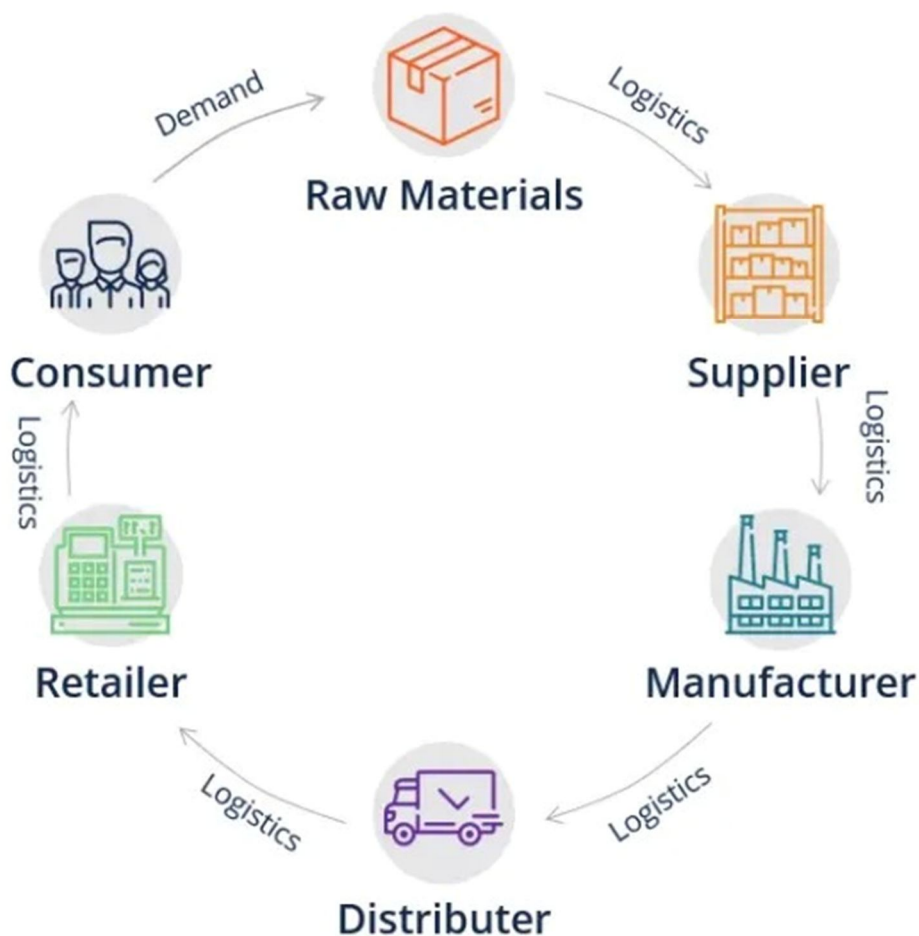 Demand
Logistics
Raw Materials
Consumer
Supplier
Logistics
Logistics
Retailer
Manufacturer
Logistics
Logistics
Distributer